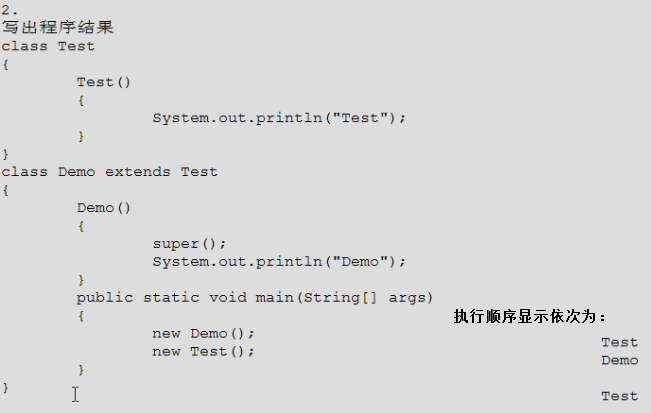 2.
写出程序结果
class Test
{
Test()
{
System.out.println("Test");
}
}
class Demo extends Test
{
Demo()
{
super();
System.out.println("Demo");
}
public static void main(String[] args)
{
new Demo();
new Test();
}
}
执行顺序显示依次为：
Test
Demo
Test